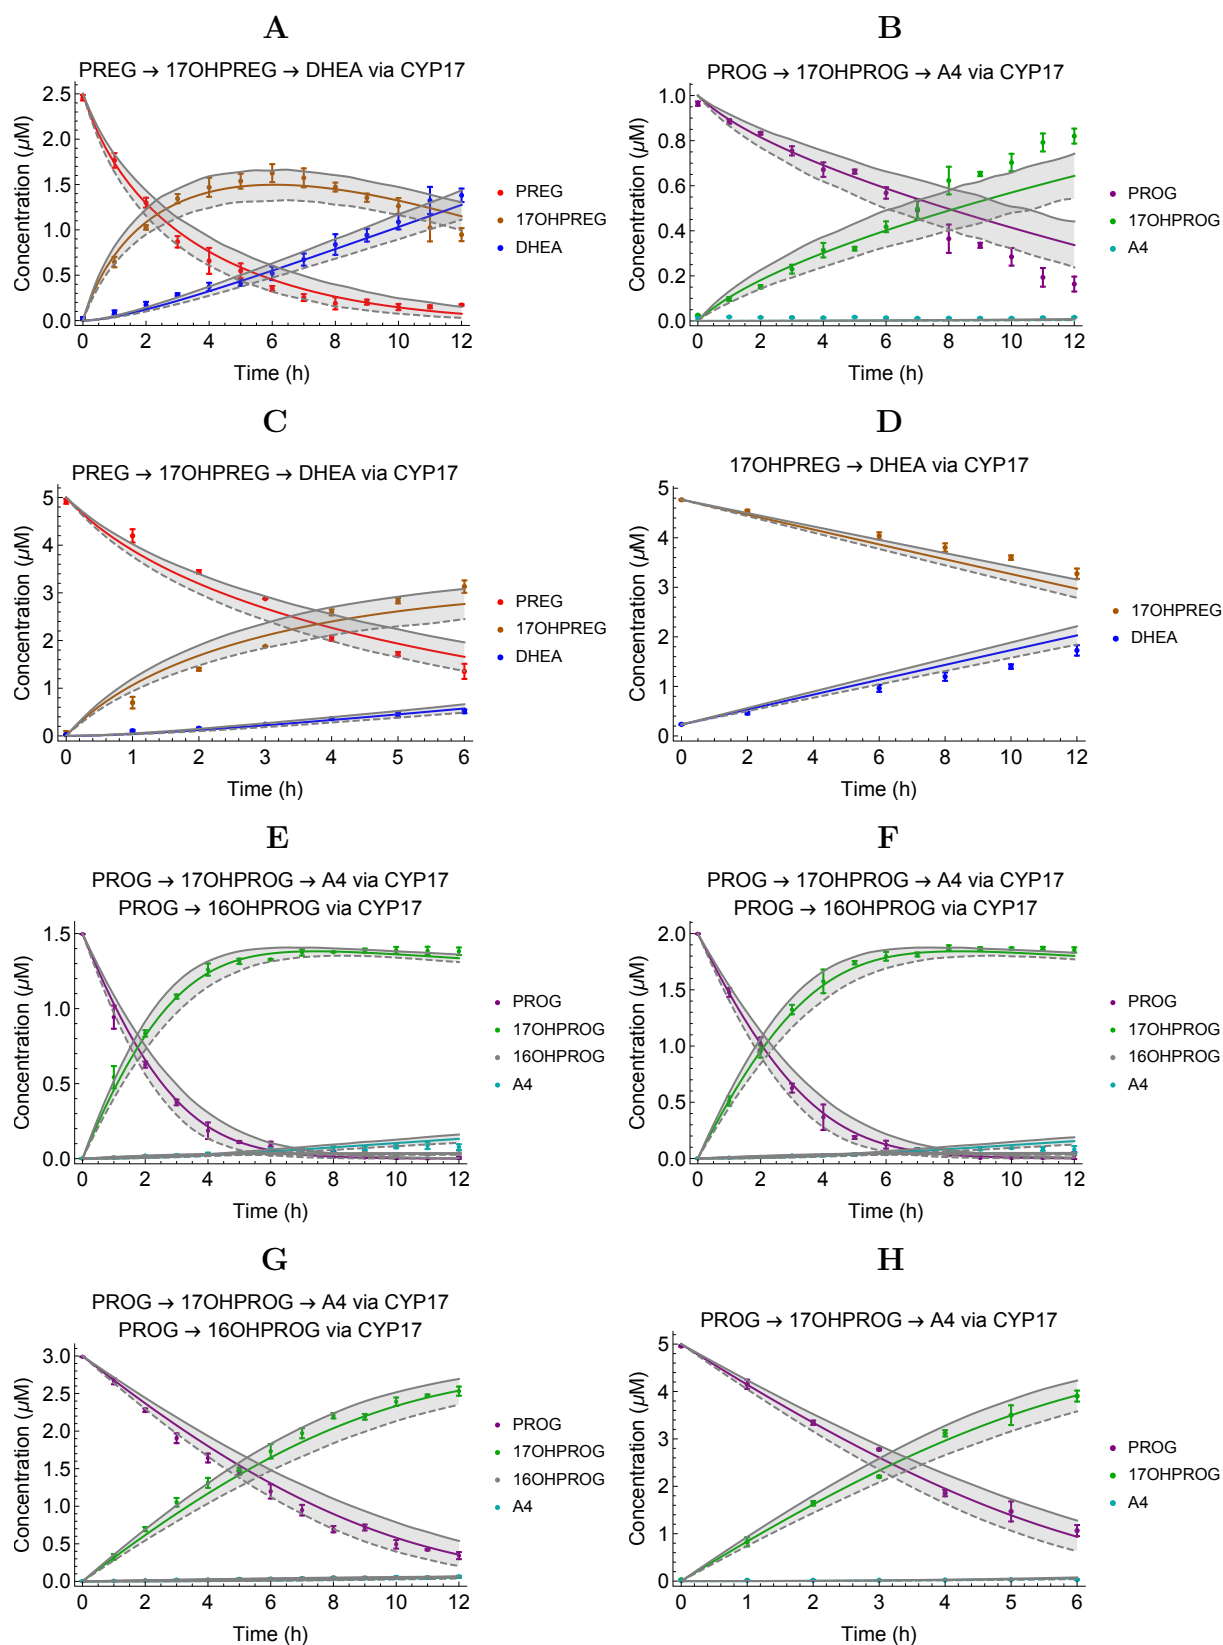 A
PREG → 17OHPREG → DHEA via CYP17
Concentration (μM)
2.5
2.0
1.5
1.0
0.5
0.0
0 2 4 6 8 10 12
Time (h)
PREG
17OHPREG
DHEA
B
PROG → 17OHPROG → A4 via CYP17
Concentration (μM)
1.0
0.8
0.6
0.4
0.2
0.0
0 2 4 6 8 10 12
Time (h)
PROG
17OHPROG
A4
C
PREG → 17OHPREG → DHEA via CYP17
Concentration (μM)
5
4
3
2
1
0
0 1 2 3 4 5 6
Time (h)
PREG
17OHPREG
DHEA
D
17OHPREG → DHEA via CYP17
Concentration (μM)
5
4
3
2
1
0
0 2 4 6 8 10 12
Time (h)
17OHPREG
DHEA
E
PROG → 17OHPROG → A4 via CYP17
PROG → 16OHPROG via CYP17
Concentration (μM)
1.5
1.0
0.5
0.0
0 2 4 6 8 10 12
Time (h)
PROG
17OHPROG
16OHPROG
A4
F
PROG → 17OHPROG → A4 via CYP17
PROG → 16OHPROG via CYP17
Concentration (μM)
2.0
1.5
1.0
0.5
0.0
0 2 4 6 8 10 12
Time (h)
PROG
17OHPROG
16OHPROG
A4
G
PROG → 17OHPROG → A4 via CYP17
PROG → 16OHPROG via CYP17
Concentration (μM)
3.0
2.5
2.0
1.5
1.0
0.5
0.0
0 2 4 6 8 10 12
Time (h)
PROG
17OHPROG
16OHPROG
A4
H
PROG → 17OHPROG → A4 via CYP17
Concentration (μM)
5
4
3
2
1
0
0 1 2 3 4 5 6
Time (h)
PROG
17OHPROG
A4